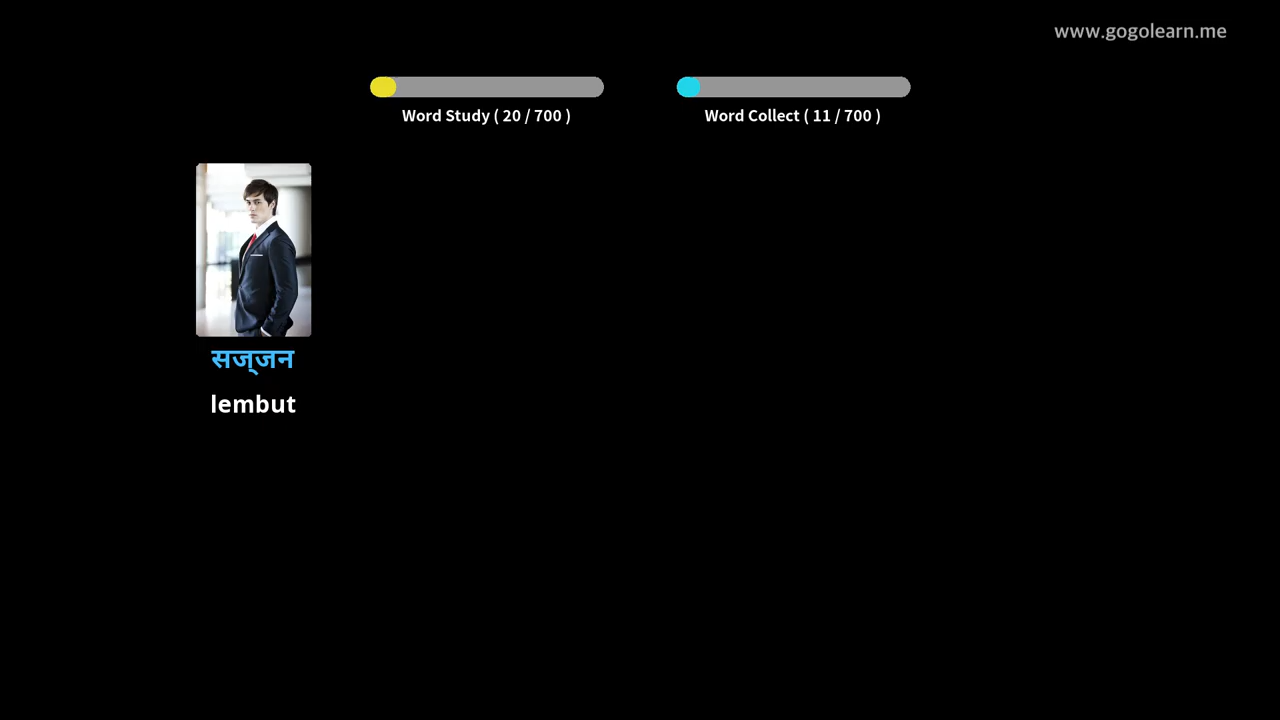 www.gogolearn.me
Word Study ( 20 / 700 )
Word Collect ( 11 / 700 )
सज्जन
lembut